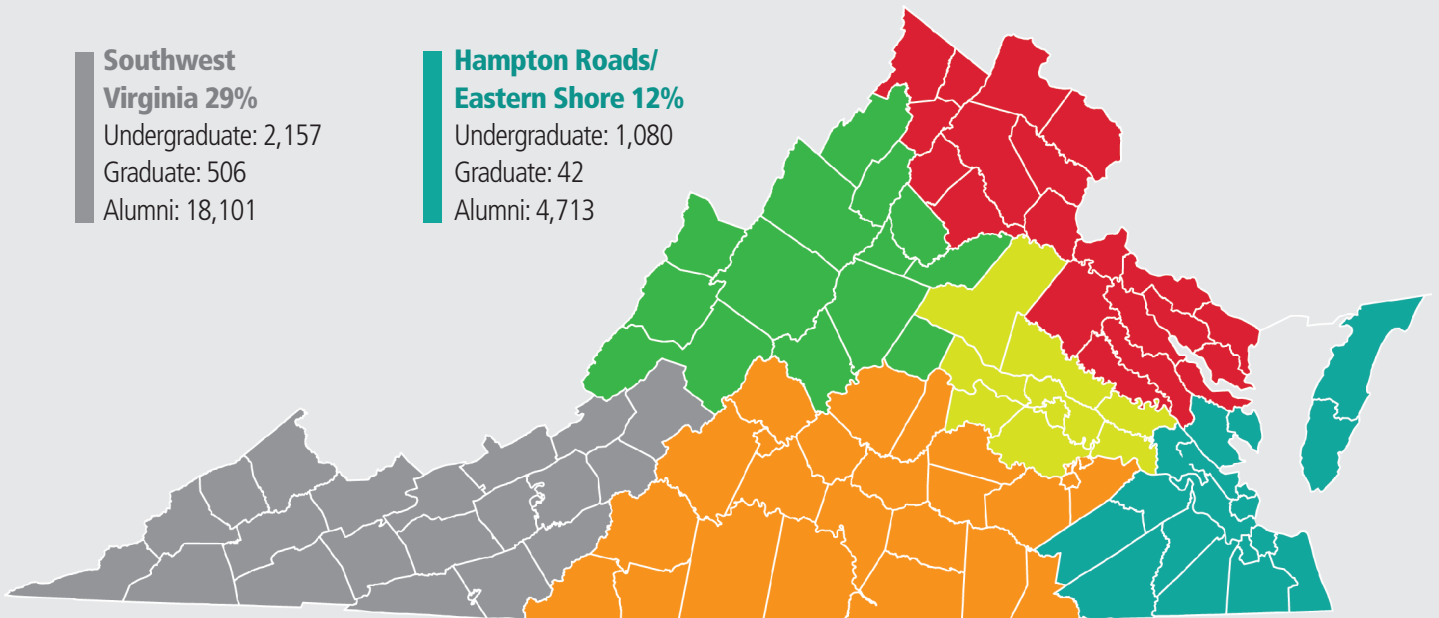 Southwest
Virginia 29%
Undergraduate: 2,157
Graduate: 506
Alumni: 18,101
Hampton Roads/
Eastern Shore 12%
Undergraduate: 1,080
Graduate: 42
Alumni: 4,713